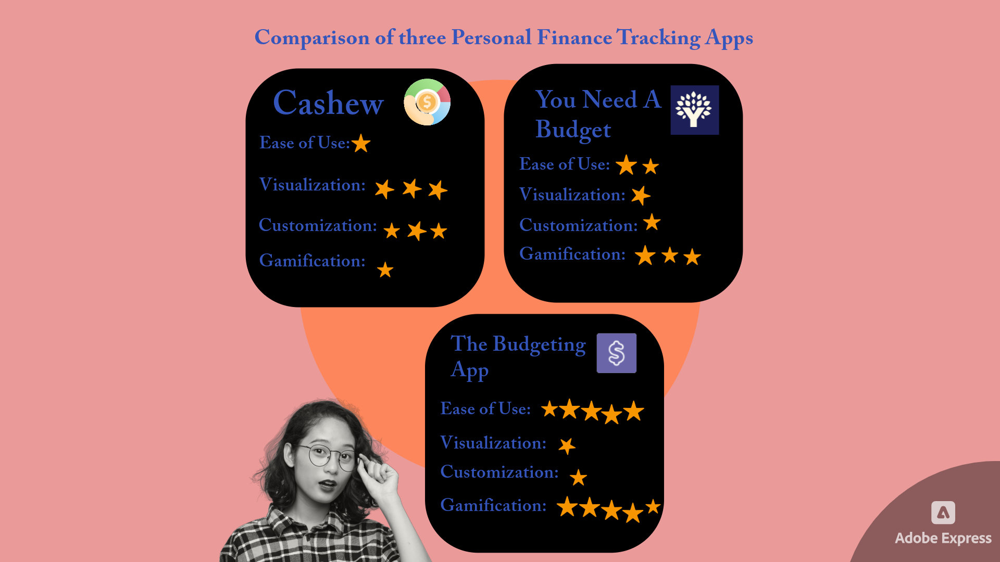 Comparison of three Personal Finance Tracking Apps
Cashew
$
Ease of Use:
Visualization:
Customization:
Gamification:
You Need A
Budget
Ease of Use:
Visualization:
Customization:
Gamification:
The Budgeting
App
$
Ease of Use:
Visualization:
Customization:
Gamification:
Adobe Express